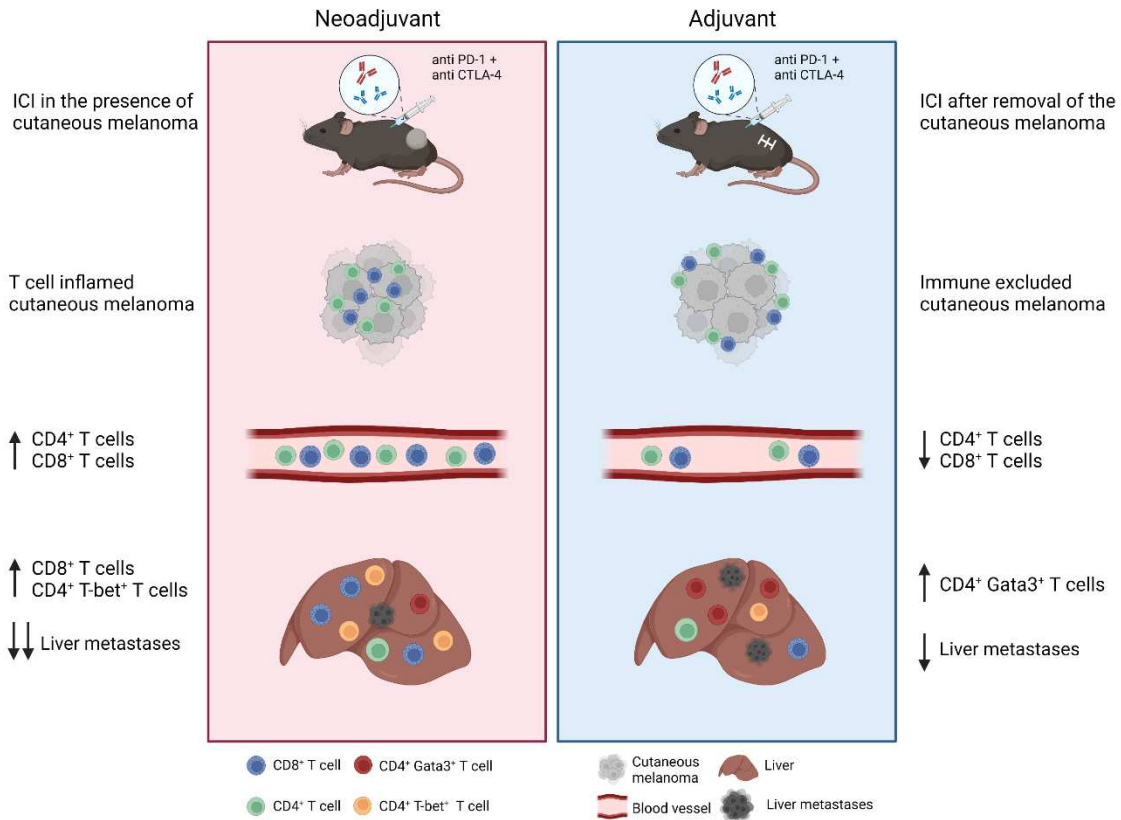 Neoadjuvant
Adjuvant
anti PD-1 +
anti CTLA-4
anti PD-1 +
anti CTLA-4
ICI in the presence of
cutaneous melanoma
ICI after removal of the
cutaneous melanoma
T cell inflamed
cutaneous melanoma
Immune excluded
cutaneous melanoma
CD4⁺ T cells
CD8⁺ T cells
CD4⁺ T cells
CD8⁺ T cells
CD8⁺ T cells
CD4⁺ T-bet⁺ T cells
CD4⁺ Gata3⁺ T cells
Liver metastases
Liver metastases
CD8⁺ T cell
CD4⁺ Gata3⁺ T cell
CD4⁺ T cell
CD4⁺ T-bet⁺ T cell
Cutaneous
melanoma
Liver
Blood vessel
Liver metastases